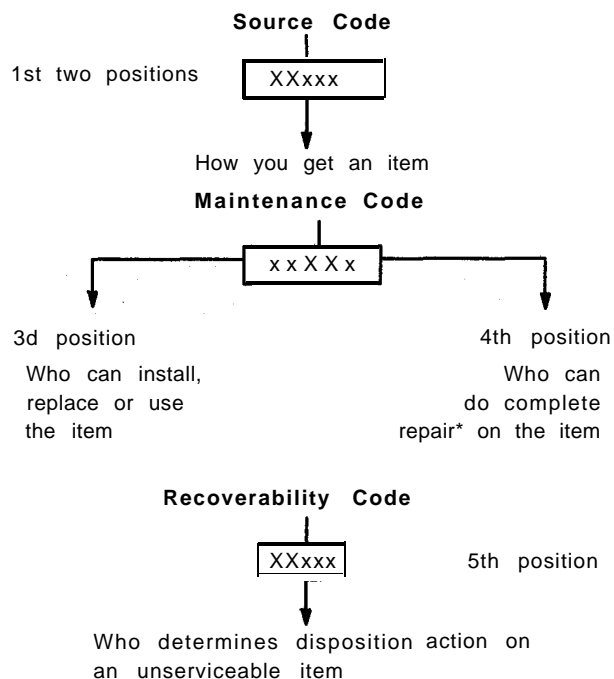 Source Code
1st two positions
XXxxx
How you get an item
Maintenance Code
xxXXx
3d position
4th position
Who can install,
replace or use
the item
Who can
do complete
repair* on the item
Recoverability Code
XXxxx
5th position
Who determines disposition action on
an unserviceable item